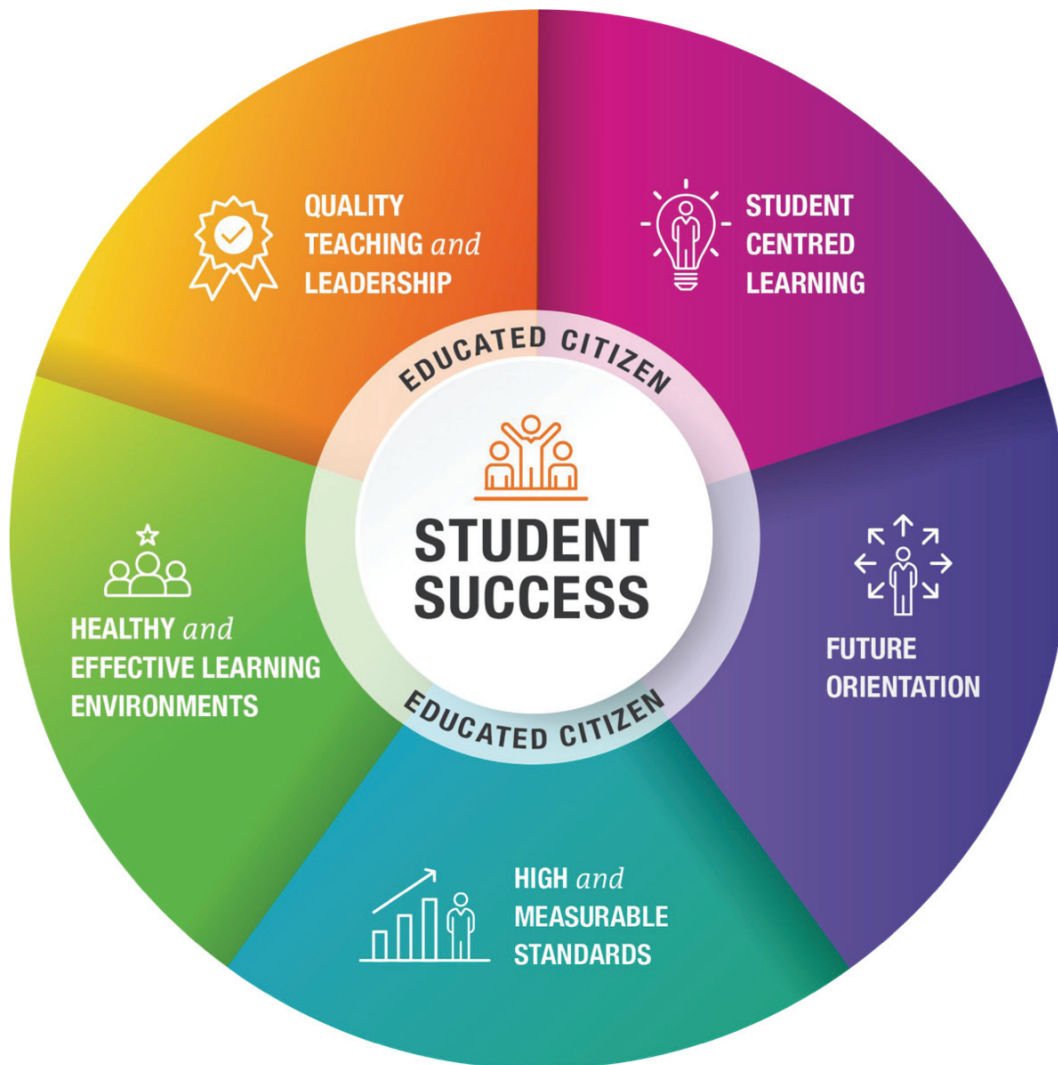 QUALITY
TEACHING and
LEADERSHIP
STUDENT
CENTRED
LEARNING
EDUCATED CITIZEN
STUDENT
SUCCESS
EDUCATED CITIZEN
HEALTHY and
EFFECTIVE LEARNING
ENVIRONMENTS
FUTURE
ORIENTATION
HIGH and
MEASURABLE
STANDARDS